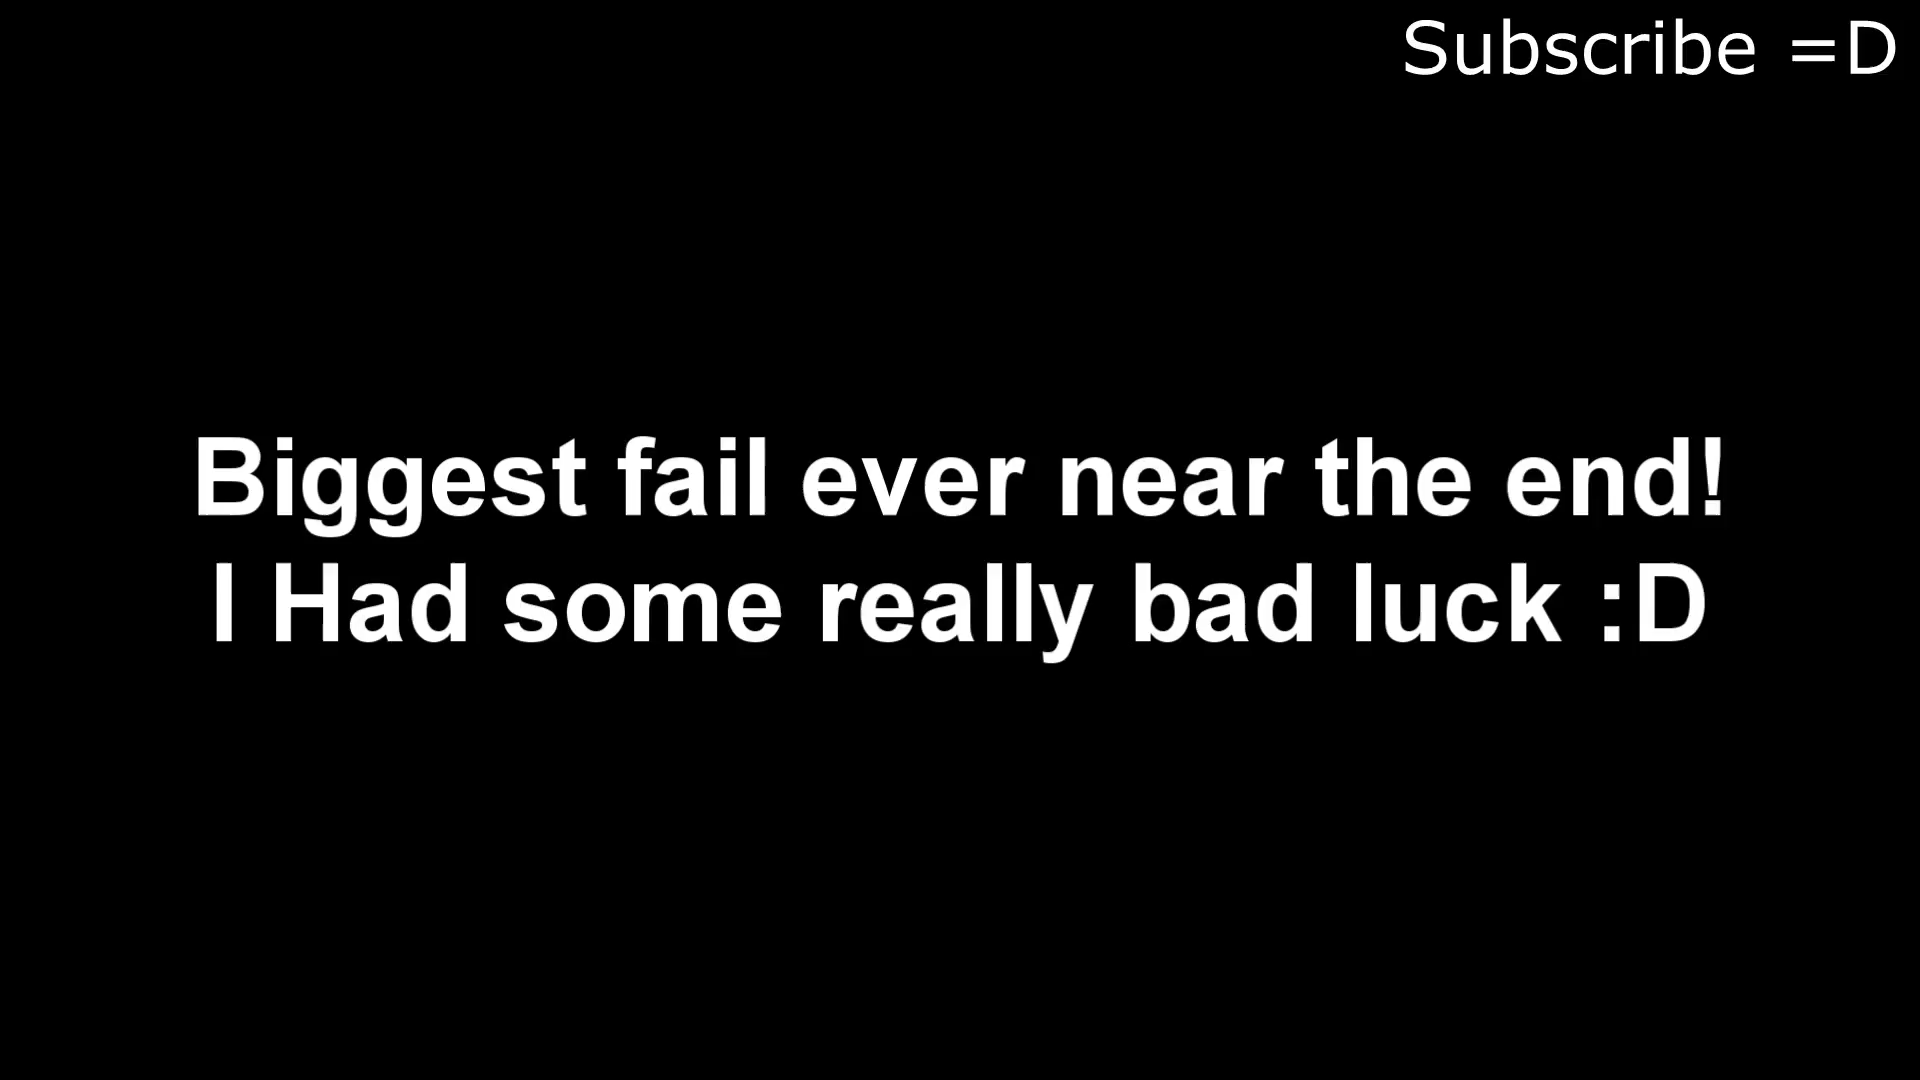 Subscribe =D
Biggest fail ever near the end!
I Had some really bad luck :D